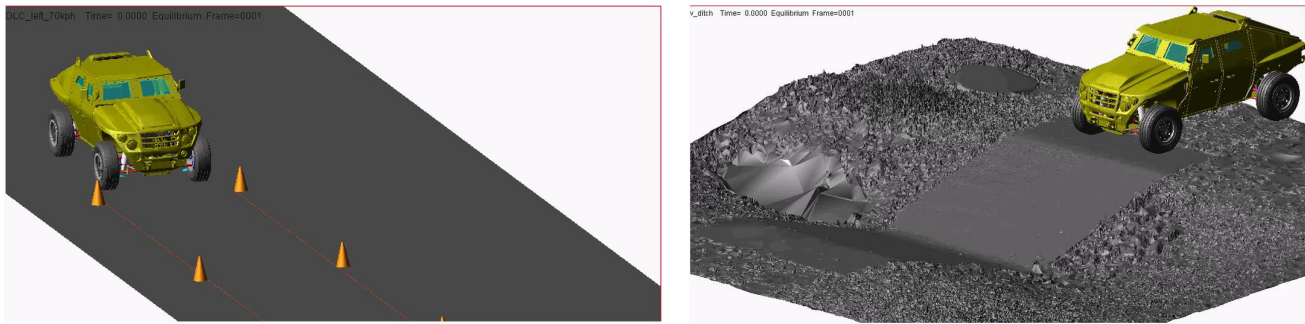 DLC_left_70kph Time= 0.0000 Equilibrium Frame=0001
v_ditch Time= 0.0000 Equilibrium Frame=0001